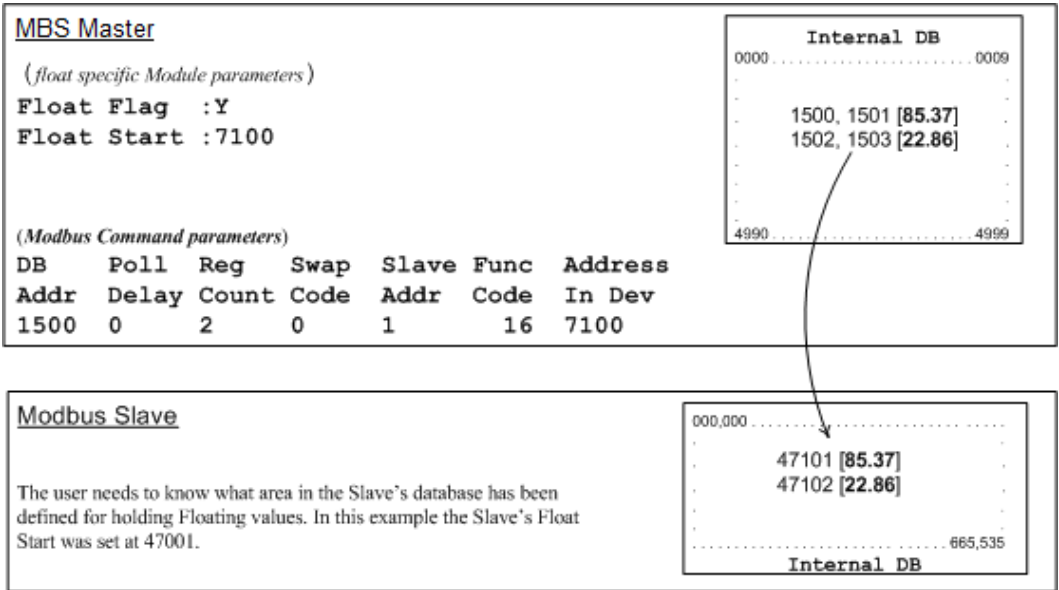 MBS Master
(float specific Module parameters)
Float Flag :Y
Float Start :7100
Internal DB
0000 . . . . . . . . . . . . . . . . . . . . . . . . 0009
1500, 1501 [85.37]
1502, 1503 [22.86]
4990 . . . . . . . . . . . . . . . . . . . . . . . . 4999
(Modbus Command parameters)
DB Poll Reg Swap Slave Func Address
Addr Delay Count Code Addr Code In Dev
1500 0 2 0 1 16 7100
Modbus Slave
The user needs to know what area in the Slave's database has been
defined for holding Floating values. In this example the Slave's Float
Start was set at 47001.
000,000 . . . . . . . . . . . . . . . . . . . . . . . . . .
47101 [85.37]
47102 [22.86]
. . . . . . . . . . . . . . . . . . . . . . . . . . 665,535
Internal DB